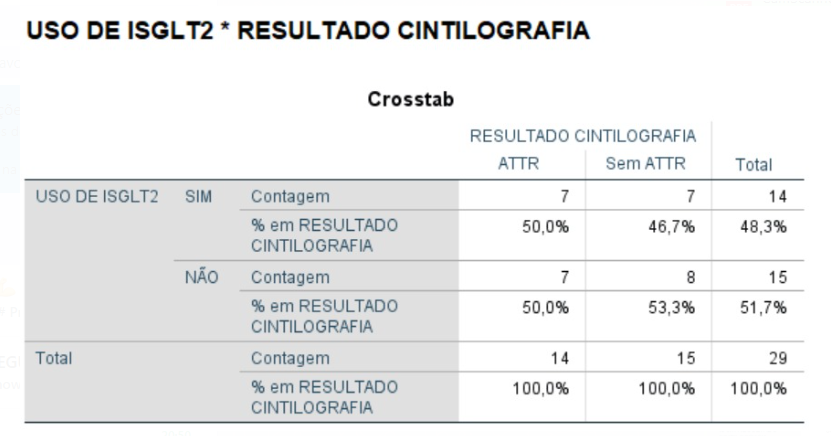 USO DE ISGLT2 * RESULTADO CINTILOGRAFIA
Crosstab
RESULTADO CINTILOGRAFIA
ATTR Sem ATTR Total
USO DE ISGLT2 SIM Contagem 7 7 14
% em RESULTADO CINTILOGRAFIA 50,0% 46,7% 48,3%
NÃO Contagem 7 8 15
% em RESULTADO CINTILOGRAFIA 50,0% 53,3% 51,7%
Total Contagem 14 15 29
% em RESULTADO CINTILOGRAFIA 100,0% 100,0% 100,0%